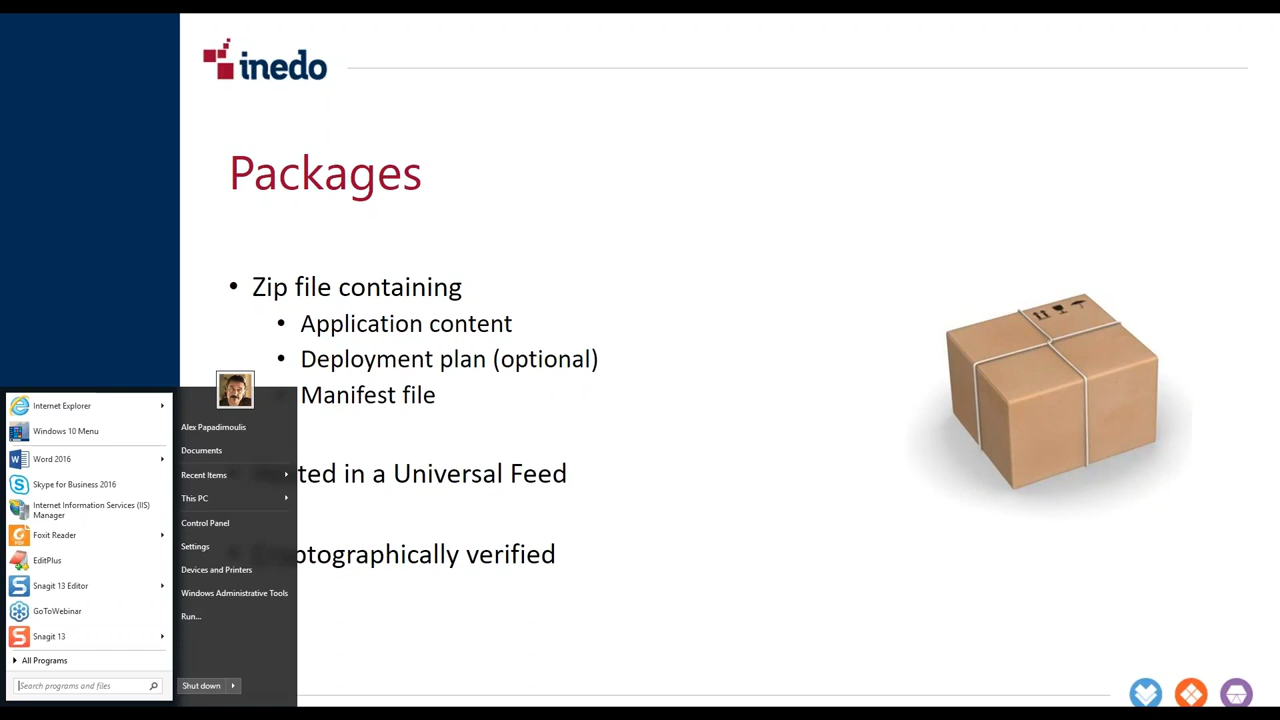 inedo
Packages
• Zip file containing
• Application content
• Deployment plan (optional)
Manifest file
ted in a Universal Feed
ptographically verified
Internet Explorer
Windows 10 Menu
Word 2016
Skype for Business 2016
Internet Information Services (IIS)
Manager
Foxit Reader
EditPlus
Snagit 13 Editor
GoToWebinar
Snagit 13
All Programs
Search programs and files
Alex Papadimoulis
Documents
Recent Items
This PC
Control Panel
Settings
Devices and Printers
Windows Administrative Tools
Run...
Shut down